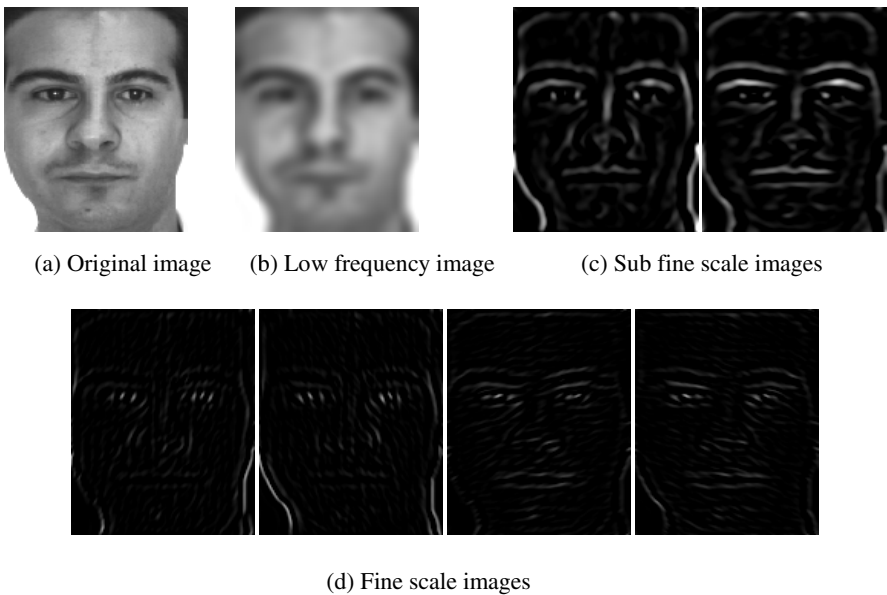 (a) Original image
(b) Low frequency image
(c) Sub fine scale images
(d) Fine scale images